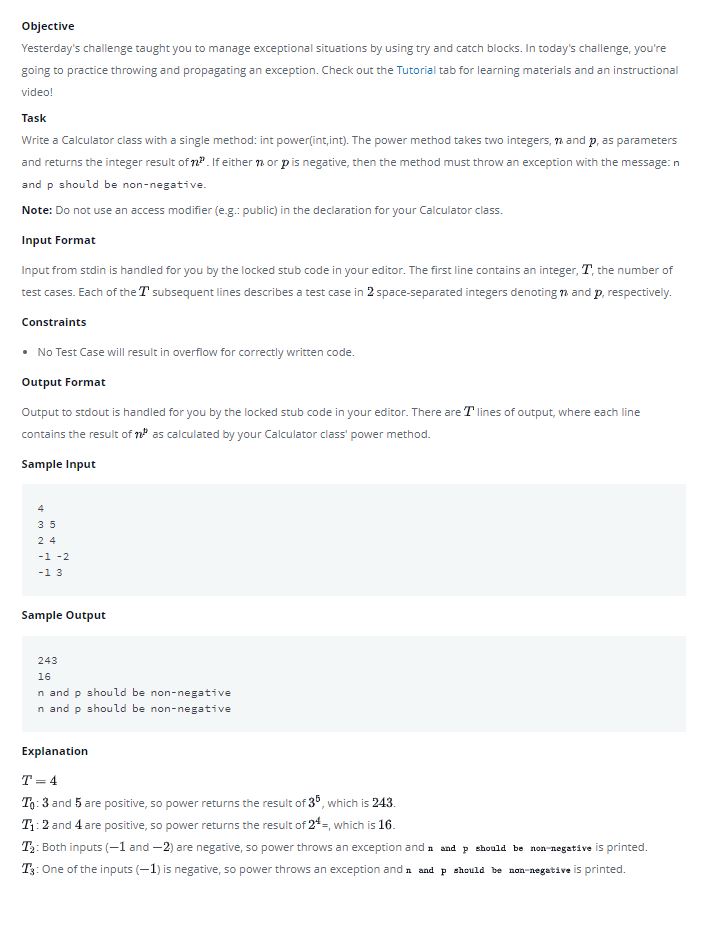 Objective
Yesterday's challenge taught you to manage exceptional situations by using try and catch blocks. In today's challenge, you're
going to practice throwing and propagating an exception. Check out the Tutorial tab for learning materials and an instructional
video!
Task
Write a Calculator class with a single method: int power(int,int). The power method takes two integers, n and p, as parameters
and returns the integer result of n^p. If either n or p is negative, then the method must throw an exception with the message: n
and p should be non-negative.
Note: Do not use an access modifier (e.g.: public) in the declaration for your Calculator class.
Input Format
Input from stdin is handled for you by the locked stub code in your editor. The first line contains an integer, T, the number of
test cases. Each of the T subsequent lines describes a test case in 2 space-separated integers denoting n and p, respectively.
Constraints
• No Test Case will result in overflow for correctly written code.
Output Format
Output to stdout is handled for you by the locked stub code in your editor. There are T lines of output, where each line
contains the result of n^p as calculated by your Calculator class' power method.
Sample Input
4
3 5
2 4
-1 -2
-1 3
Sample Output
243
16
n and p should be non-negative
n and p should be non-negative
Explanation
T = 4
T₀: 3 and 5 are positive, so power returns the result of 3⁵, which is 243.
T₁: 2 and 4 are positive, so power returns the result of 2⁴=, which is 16.
T₂: Both inputs (−1 and −2) are negative, so power throws an exception and n and p should be non-negative is printed.
T₃: One of the inputs (−1) is negative, so power throws an exception and n and p should be non-negative is printed.